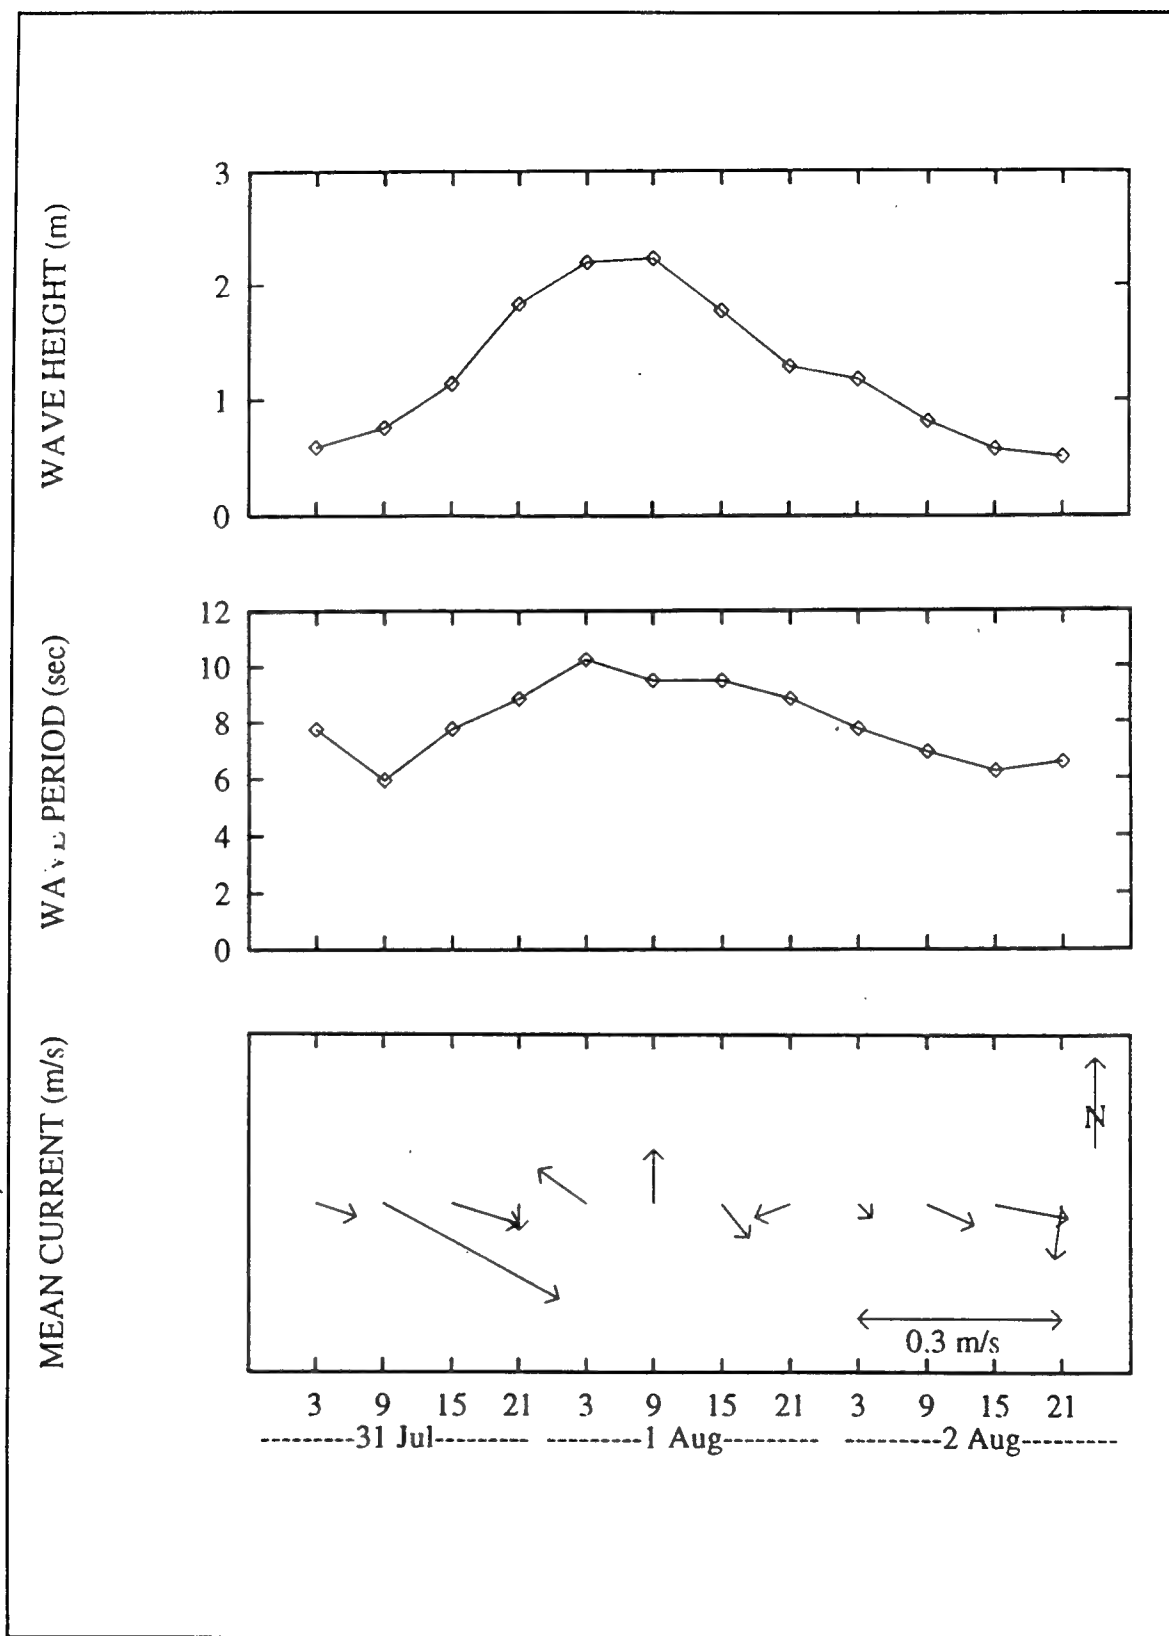 WAVE HEIGHT (m)
3
2
1
0
WAVE PERIOD (sec)
12
10
8
6
4
2
0
MEAN CURRENT (m/s)
N
0.3 m/s
3 9 15 21 3 9 15 21 3 9 15 21
--------31 Jul-------- --------1 Aug-------- --------2 Aug--------